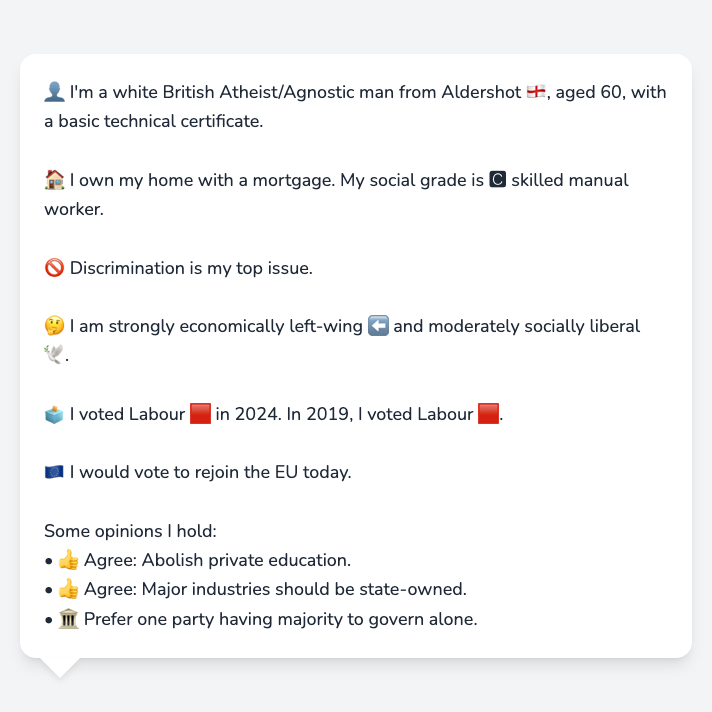 👤 I'm a white British Atheist/Agnostic man from Aldershot 🏴󠁧󠁢󠁥󠁮󠁧󠁿, aged 60, with
a basic technical certificate.
🏠 I own my home with a mortgage. My social grade is 🅲 skilled manual
worker.
🚫 Discrimination is my top issue.
🤔 I am strongly economically left-wing ⬅️ and moderately socially liberal
🕊️.
🗳️ I voted Labour 🟥 in 2024. In 2019, I voted Labour 🟥.
🇪🇺 I would vote to rejoin the EU today.
Some opinions I hold:
• 👍 Agree: Abolish private education.
• 👍 Agree: Major industries should be state-owned.
• 🏛️ Prefer one party having majority to govern alone.